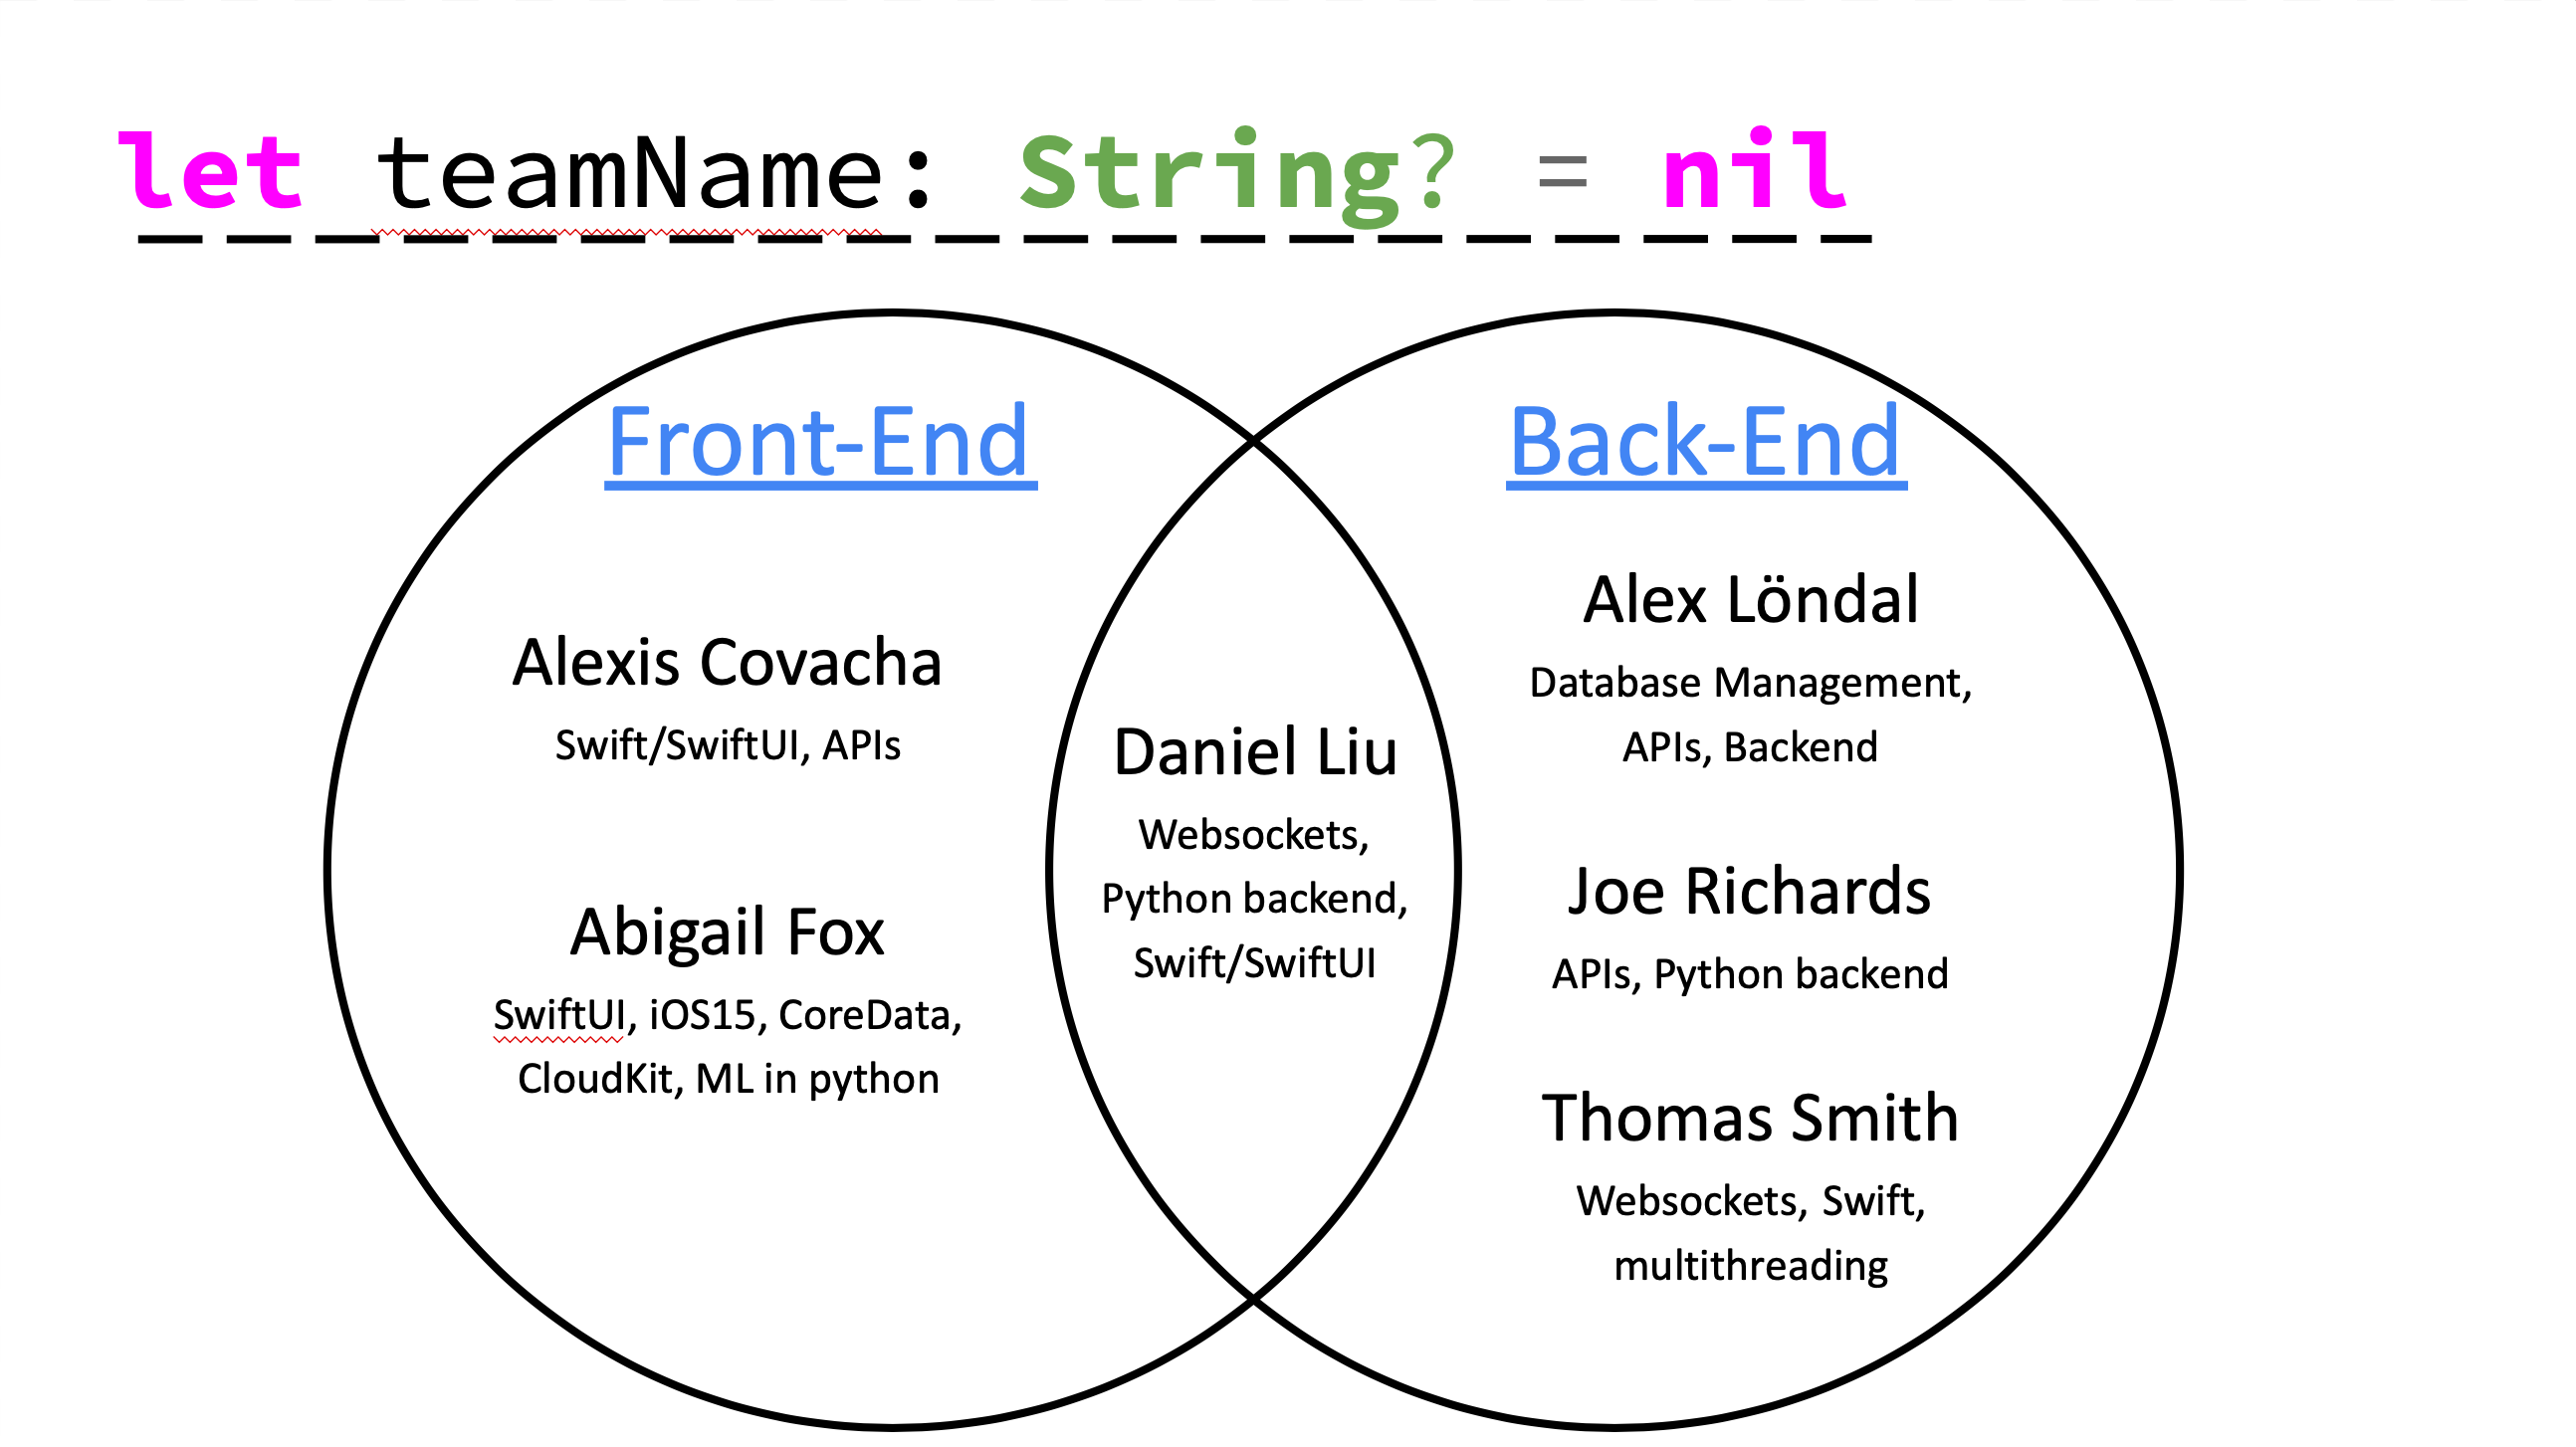 let teamName: String? = nil
Front-End
Alexis Covacha
Swift/SwiftUI, APIs
Abigail Fox
SwiftUI, iOS15, CoreData,
CloudKit, ML in python
Daniel Liu
Websockets,
Python backend,
Swift/SwiftUI
Back-End
Alex Löndal
Database Management,
APIs, Backend
Joe Richards
APIs, Python backend
Thomas Smith
Websockets, Swift,
multithreading